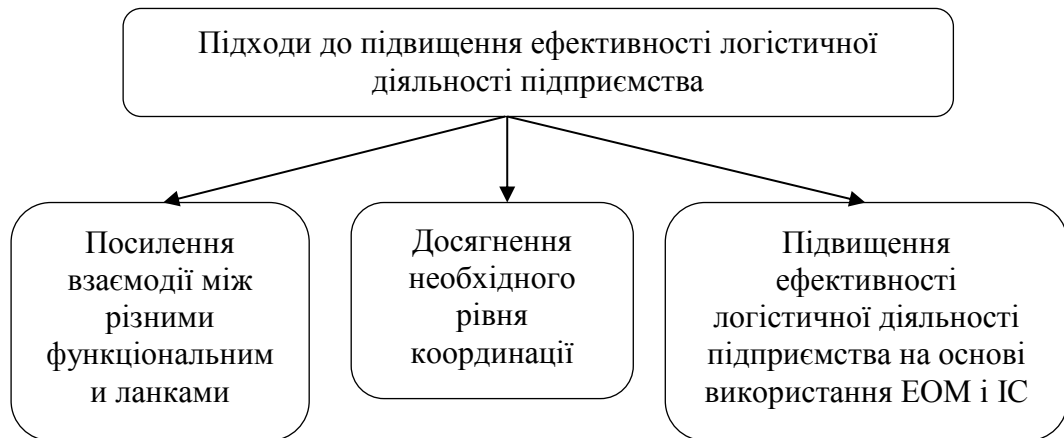 Підходи до підвищення ефективності логістичної
діяльності підприємства
Посилення
взаємодії між
різними
функціональним
и ланками
Досягнення
необхідного
рівня
координації
Підвищення
ефективності
логістичної діяльності
підприємства на основі
використання ЕОМ і ІС